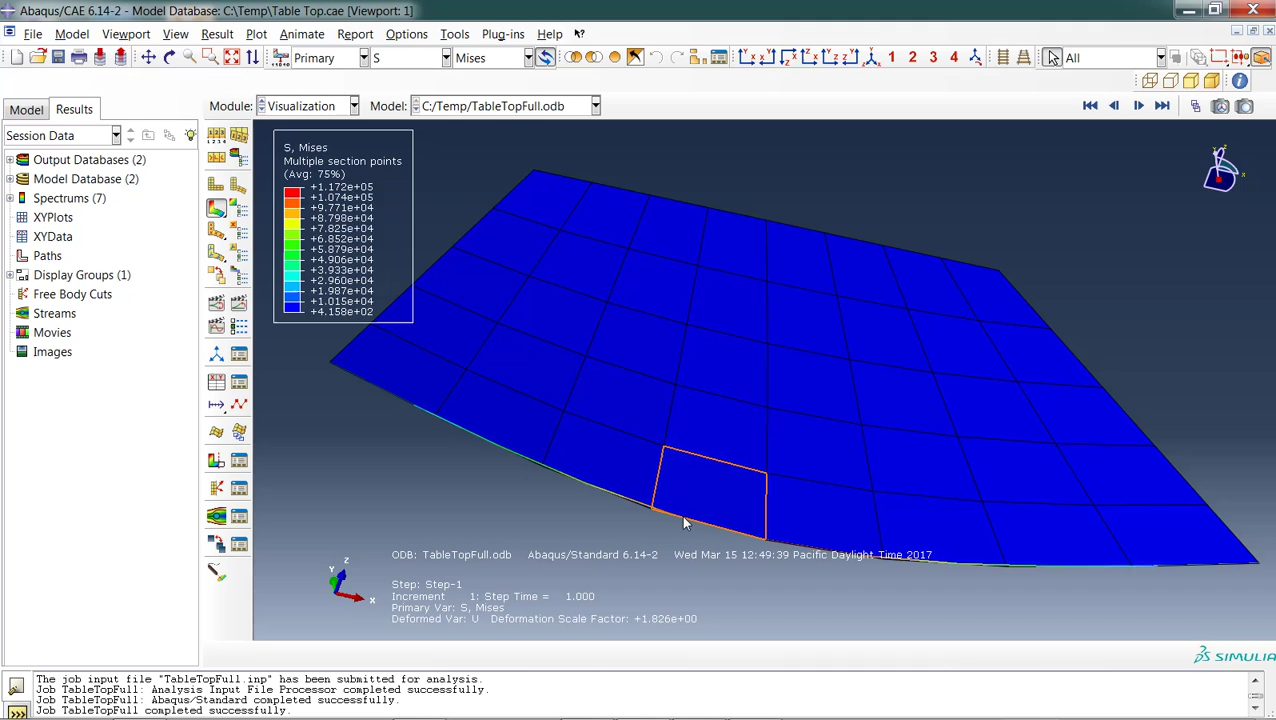 Abaqus/CAE 6.14-2 - Model Database: C:\Temp\Table Top.cae [Viewport: 1]
File Model Viewport View Result Plot Animate Report Options Tools Plug-ins Help
Primary S Mises 1 2 3 4 All
Model Results Module: Visualization Model: C:/Temp/TableTopFull.odb
Session Data
Output Databases (2)
Model Database (2)
Spectrums (7)
XYPlots
XYData
Paths
Display Groups (1)
Free Body Cuts
Streams
Movies
Images
S, Mises
Multiple section points
(Avg: 75%)
+1.172e+05
+1.074e+05
+9.771e+04
+8.798e+04
+7.825e+04
+6.852e+04
+5.879e+04
+4.906e+04
+3.933e+04
+2.960e+04
+1.987e+04
+1.015e+04
+4.158e+02
ODB: TableTopFull.odb Abaqus/Standard 6.14-2 Wed Mar 15 12:49:39 Pacific Daylight Time 2017
Step: Step-1
Increment 1: Step Time = 1.000
Primary Var: S, Mises
Deformed Var: U Deformation Scale Factor: +1.826e+00
Z
Y
X
SIMULIA
The job input file "TableTopFull.inp" has been submitted for analysis.
Job TableTopFull: Analysis Input File Processor completed successfully.
Job TableTopFull: Abaqus/Standard completed successfully.
Job TableTopFull completed successfully.